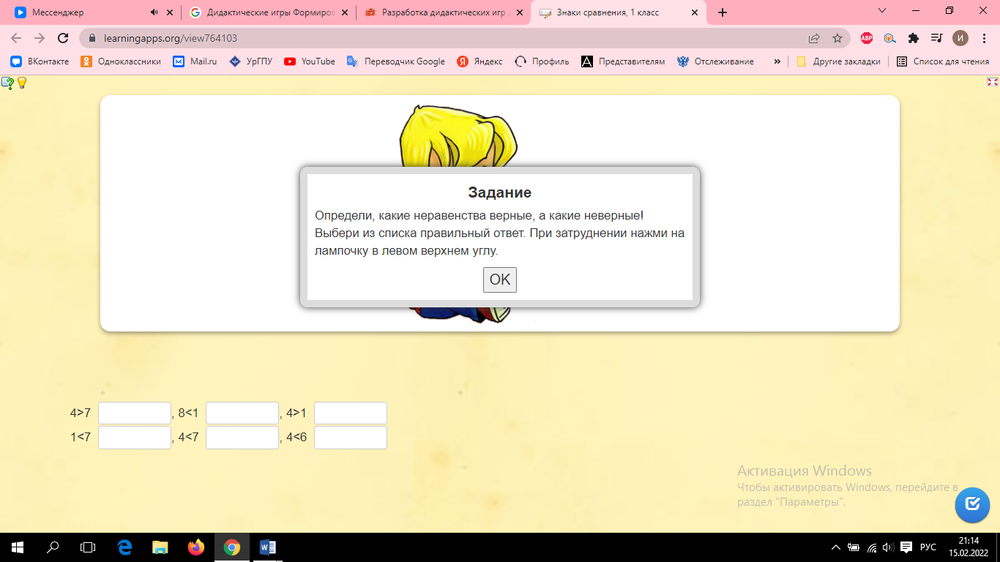 Мессенджер
Дидактические игры Формиров
Разработка дидактических игр
Знаки сравнения, 1 класс
learningapps.org/view764103
ABP
И
ВКонтакте
Одноклассники
Mail.ru
УрГПУ
YouTube
Переводчик Google
Яндекс
Профиль
Представителям
Отслеживание
»
Другие закладки
Список для чтения
Задание
Определи, какие неравенства верные, а какие неверные!
Выбери из списка правильный ответ. При затруднении нажми на
лампочку в левом верхнем углу.
OK
4>7 , 8<1 , 4>1
1<7 , 4<7 , 4<6
Активация Windows
Чтобы активировать Windows, перейдите в
раздел "Параметры".
РУС
21:14
15.02.2022